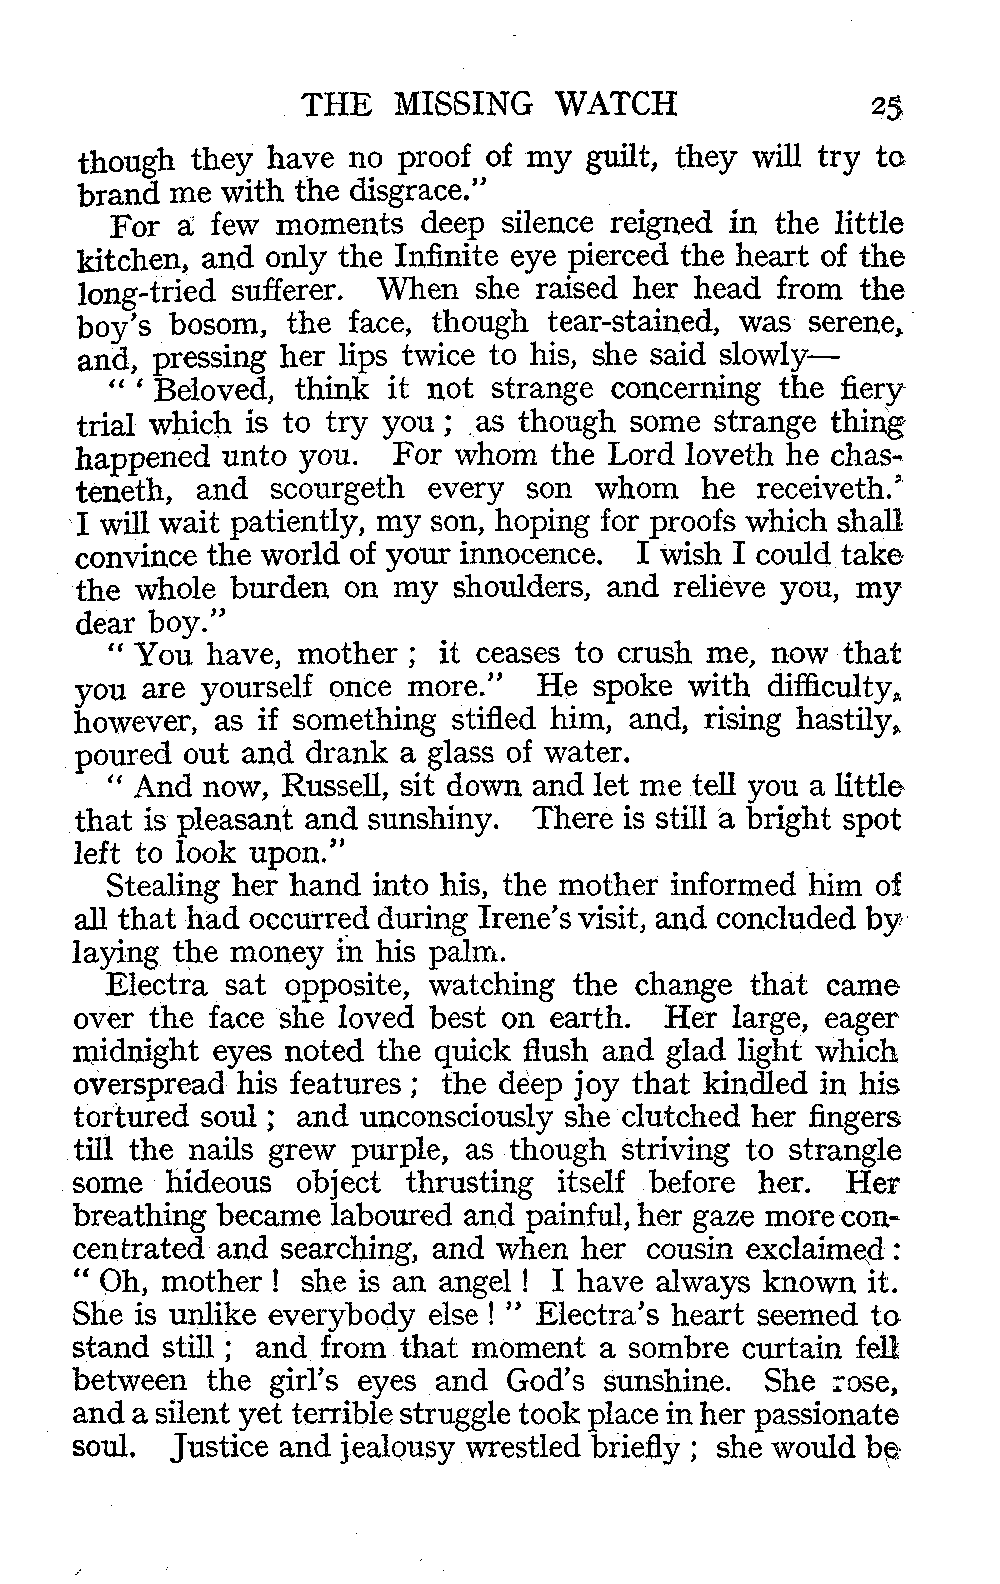 THE MISSING WATCH 25
though they have no proof of my guilt, they will try to
brand me with the disgrace."
For a few moments deep silence reigned in the little
kitchen, and only the Infinite eye pierced the heart of the
long-tried sufferer. When she raised her head from the
boy's bosom, the face, though tear-stained, was serene,
and, pressing her lips twice to his, she said slowly—
" ' Beloved, think it not strange concerning the fiery
trial which is to try you ; as though some strange thing
happened unto you. For whom the Lord loveth he chas-
teneth, and scourgeth every son whom he receiveth.'
I will wait patiently, my son, hoping for proofs which shall
convince the world of your innocence. I wish I could take
the whole burden on my shoulders, and relieve you, my
dear boy."
" You have, mother ; it ceases to crush me, now that
you are yourself once more." He spoke with difficulty,
however, as if something stifled him, and, rising hastily,
poured out and drank a glass of water.
" And now, Russell, sit down and let me tell you a little
that is pleasant and sunshiny. There is still a bright spot
left to look upon."
Stealing her hand into his, the mother informed him of
all that had occurred during Irene's visit, and concluded by
laying the money in his palm.
Electra sat opposite, watching the change that came
over the face she loved best on earth. Her large, eager
midnight eyes noted the quick flush and glad light which
overspread his features ; the deep joy that kindled in his
tortured soul ; and unconsciously she clutched her fingers
till the nails grew purple, as though striving to strangle
some hideous object thrusting itself before her. Her
breathing became laboured and painful, her gaze more con-
centrated and searching, and when her cousin exclaimed :
" Oh, mother ! she is an angel ! I have always known it.
She is unlike everybody else ! " Electra's heart seemed to
stand still ; and from that moment a sombre curtain fell
between the girl's eyes and God's sunshine. She rose,
and a silent yet terrible struggle took place in her passionate
soul. Justice and jealousy wrestled briefly ; she would be